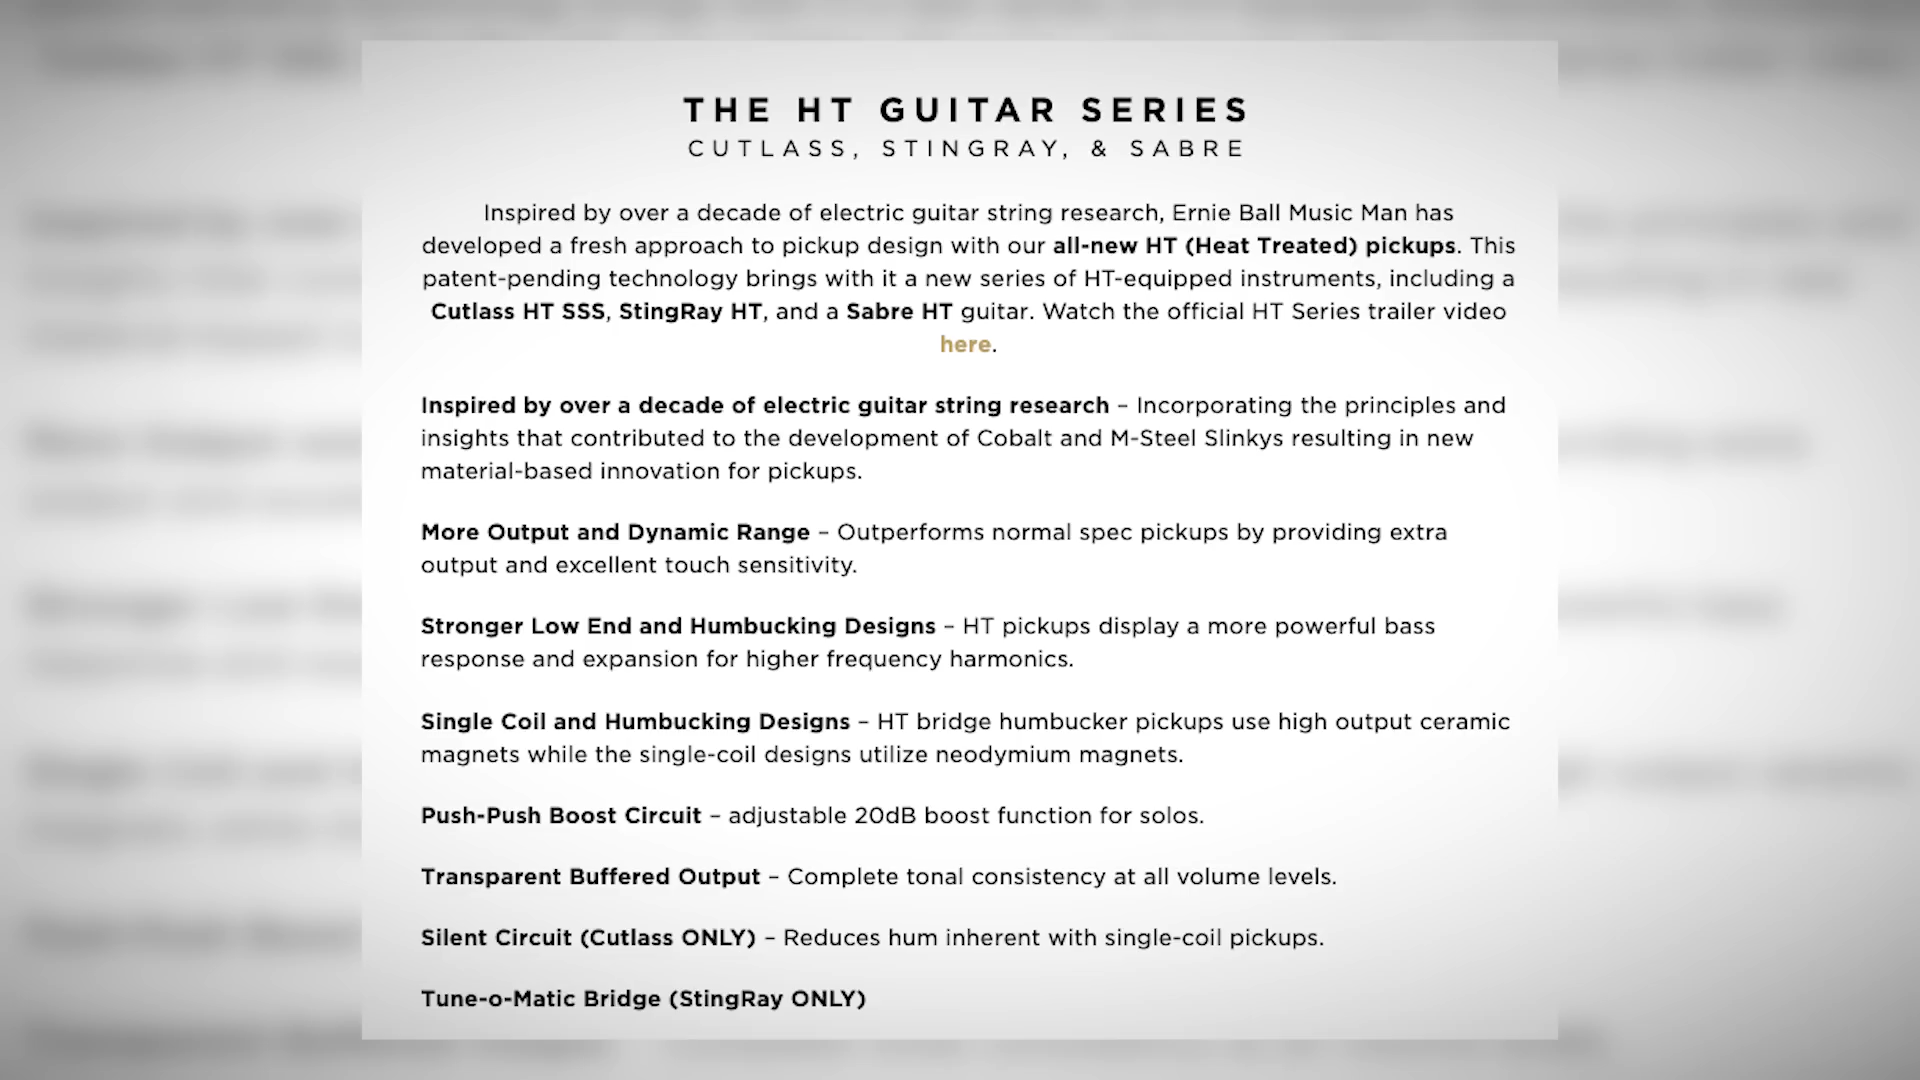 THE HT GUITAR SERIES
CUTLASS, STINGRAY, & SABRE
Inspired by over a decade of electric guitar string research, Ernie Ball Music Man has
developed a fresh approach to pickup design with our all-new HT (Heat Treated) pickups. This
patent-pending technology brings with it a new series of HT-equipped instruments, including a
Cutlass HT SSS, StingRay HT, and a Sabre HT guitar. Watch the official HT Series trailer video
here.
Inspired by over a decade of electric guitar string research – Incorporating the principles and
insights that contributed to the development of Cobalt and M-Steel Slinkys resulting in new
material-based innovation for pickups.
More Output and Dynamic Range – Outperforms normal spec pickups by providing extra
output and excellent touch sensitivity.
Stronger Low End and Humbucking Designs – HT pickups display a more powerful bass
response and expansion for higher frequency harmonics.
Single Coil and Humbucking Designs – HT bridge humbucker pickups use high output ceramic
magnets while the single-coil designs utilize neodymium magnets.
Push-Push Boost Circuit – adjustable 20dB boost function for solos.
Transparent Buffered Output – Complete tonal consistency at all volume levels.
Silent Circuit (Cutlass ONLY) – Reduces hum inherent with single-coil pickups.
Tune-o-Matic Bridge (StingRay ONLY)